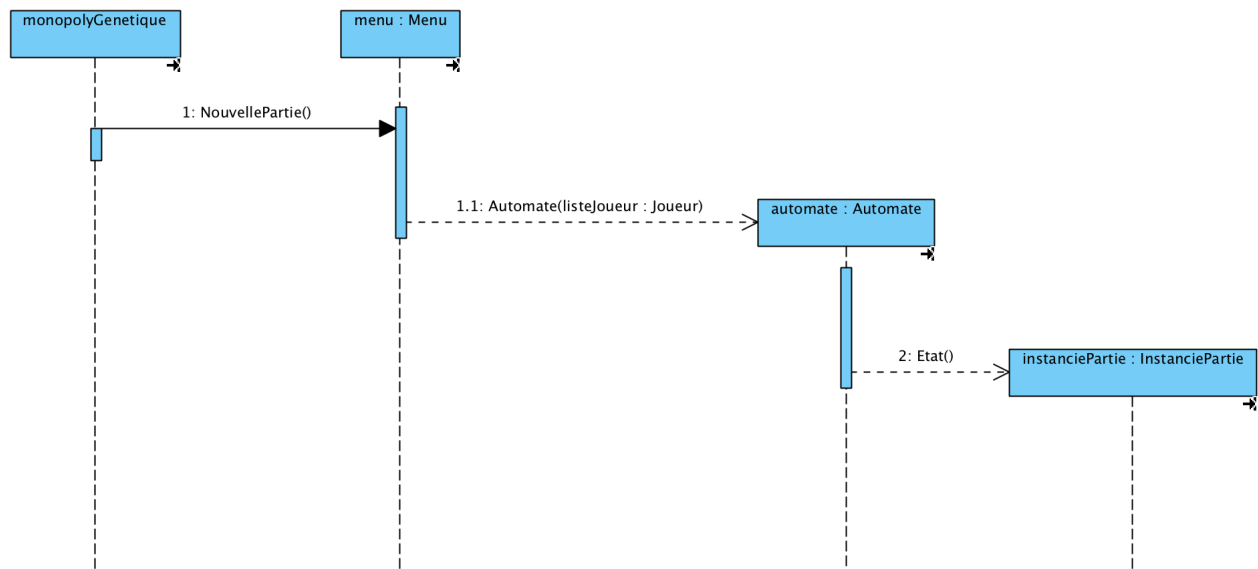 monopolyGenetique
menu : Menu
1: NouvellePartie()
1.1: Automate(listeJoueur : Joueur)
automate : Automate
2: Etat()
instanciePartie : InstanciePartie